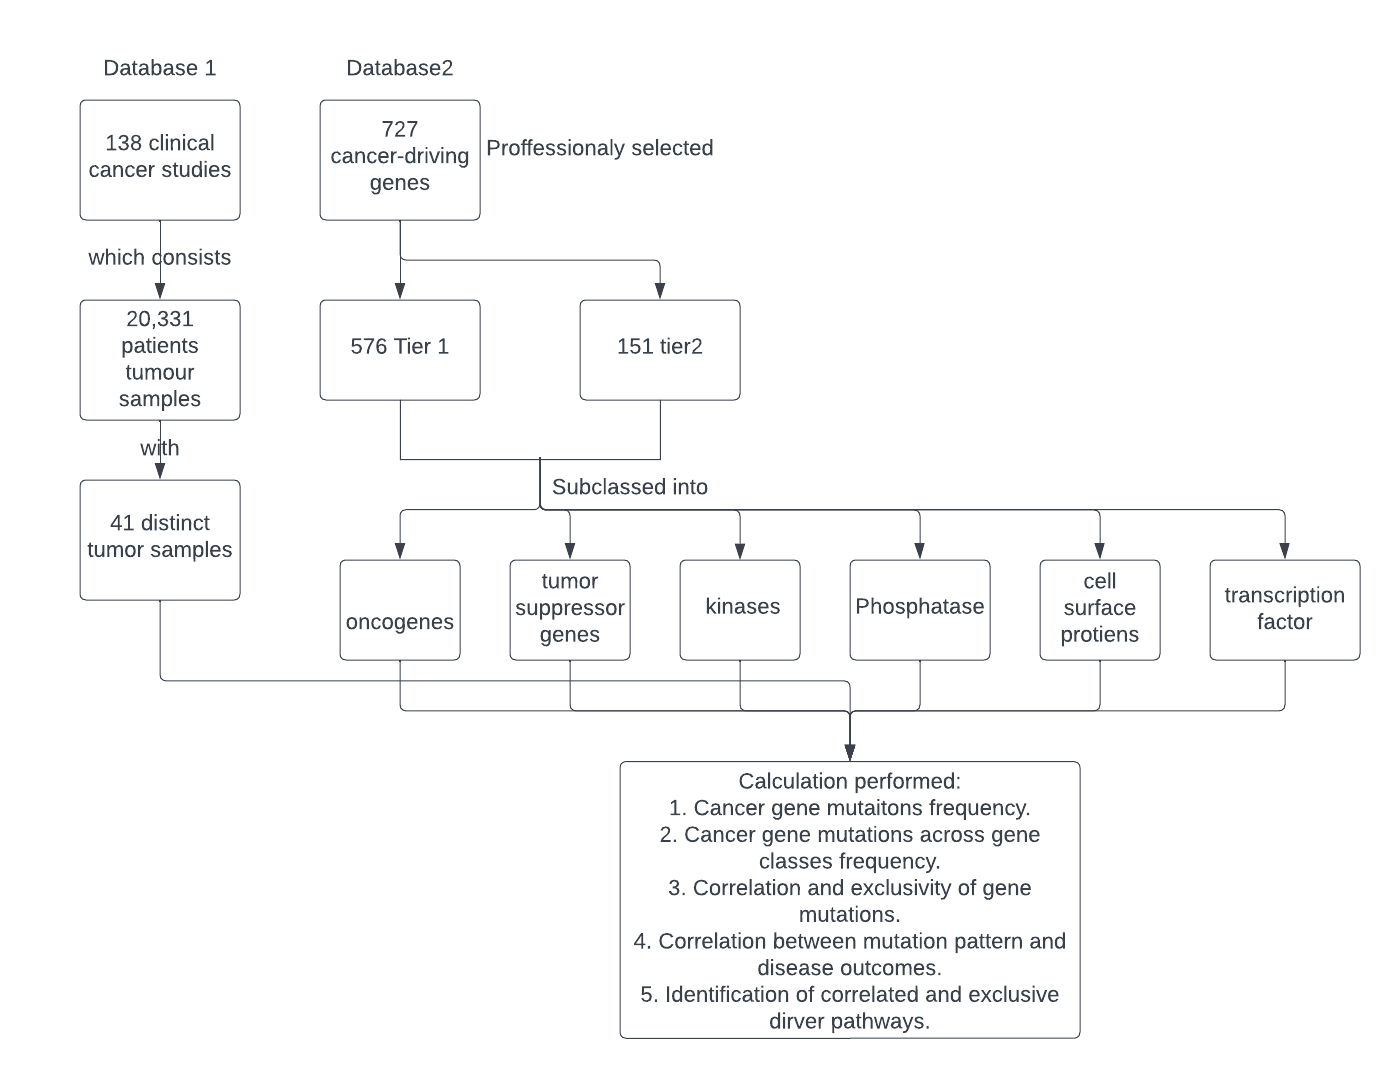 Database 1
Database2
138 clinical
cancer studies
727
cancer-driving
genes
Proffessionaly selected
which consists
20,331
patients
tumour
samples
576 Tier 1
151 tier2
with
41 distinct
tumor samples
Subclassed into
oncogenes
tumor
suppressor
genes
kinases
Phosphatase
cell
surface
protiens
transcription
factor
Calculation performed:
1. Cancer gene mutaitons frequency.
2. Cancer gene mutations across gene
classes frequency.
3. Correlation and exclusivity of gene
mutations.
4. Correlation between mutation pattern and
disease outcomes.
5. Identification of correlated and exclusive
dirver pathways.